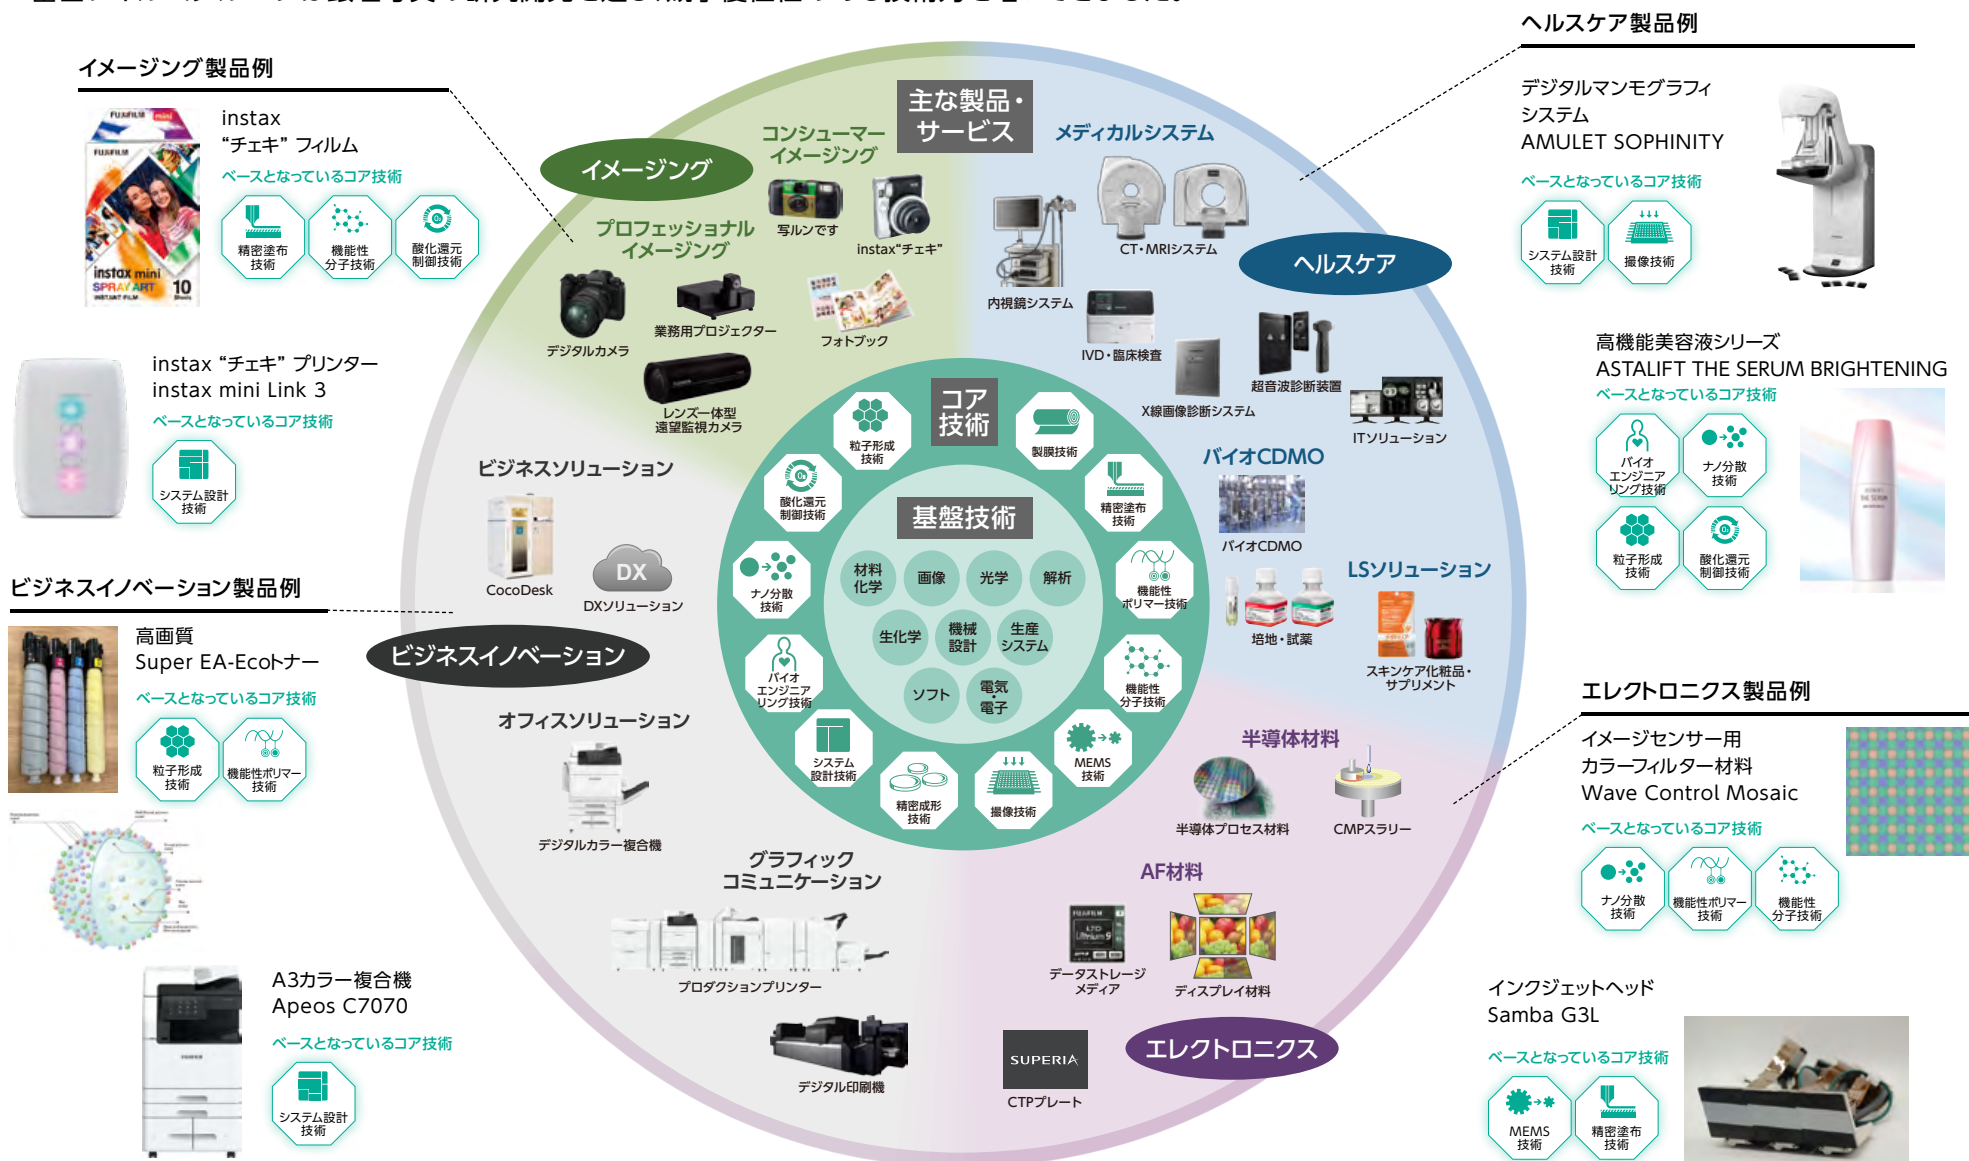 イメージング製品例
FUJIFILM
mini
FUJIFILM
instax mini
SPRAY ART
INSTANT FILM
10
Sheets
instax
“チェキ” フィルム
ベースとなっているコア技術
精密塗布
技術
機能性
分子技術
酸化還元
制御技術
instax “チェキ” プリンター
instax mini Link 3
ベースとなっているコア技術
システム設計
技術
ビジネスイノベーション製品例
高画質
Super EA-Ecoトナー
ベースとなっているコア技術
粒子形成
技術
機能性ポリマー
技術
A3カラー複合機
Apeos C7070
ベースとなっているコア技術
システム設計
技術
主な製品・
サービス
イメージング
コンシューマー
イメージング
写ルンです
instax“チェキ”
フォトブック
プロフェッショナル
イメージング
デジタルカメラ
業務用プロジェクター
レンズ一体型
遠望監視カメラ
メディカルシステム
内視鏡システム
CT・MRIシステム
ヘルスケア
IVD・臨床検査
X線画像診断システム
超音波診断装置
ITソリューション
バイオCDMO
バイオCDMO
LSソリューション
培地・試薬
スキンケア化粧品・
サプリメント
ビジネスソリューション
CocoDesk
DX
DXソリューション
ビジネスイノベーション
オフィスソリューション
デジタルカラー複合機
グラフィック
コミュニケーション
プロダクションプリンター
デジタル印刷機
半導体材料
半導体プロセス材料
CMPスラリー
AF材料
FUJIFILM
LTO
Ultrium 9
データストレージ
メディア
ディスプレイ材料
SUPERIA
CTPプレート
エレクトロニクス
コア
技術
粒子形成
技術
製膜技術
酸化還元
制御技術
精密塗布
技術
ナノ分散
技術
機能性
ポリマー技術
バイオ
エンジニア
リング技術
機能性
分子技術
システム
設計技術
MEMS
技術
精密成形
技術
撮像技術
基盤技術
材料
化学
画像
光学
解析
生化学
機械
設計
生産
システム
ソフト
電気
・
電子
ヘルスケア製品例
デジタルマンモグラフィ
システム
AMULET SOPHINITY
ベースとなっているコア技術
システム設計
技術
撮像技術
高機能美容液シリーズ
ASTALIFT THE SERUM BRIGHTENING
ベースとなっているコア技術
バイオ
エンジニア
リング技術
ナノ分散
技術
粒子形成
技術
酸化還元
制御技術
THE SERUM
エレクトロニクス製品例
イメージセンサー用
カラーフィルター材料
Wave Control Mosaic
ベースとなっているコア技術
ナノ分散
技術
機能性ポリマー
技術
機能性
分子技術
インクジェットヘッド
Samba G3L
ベースとなっているコア技術
MEMS
技術
精密塗布
技術